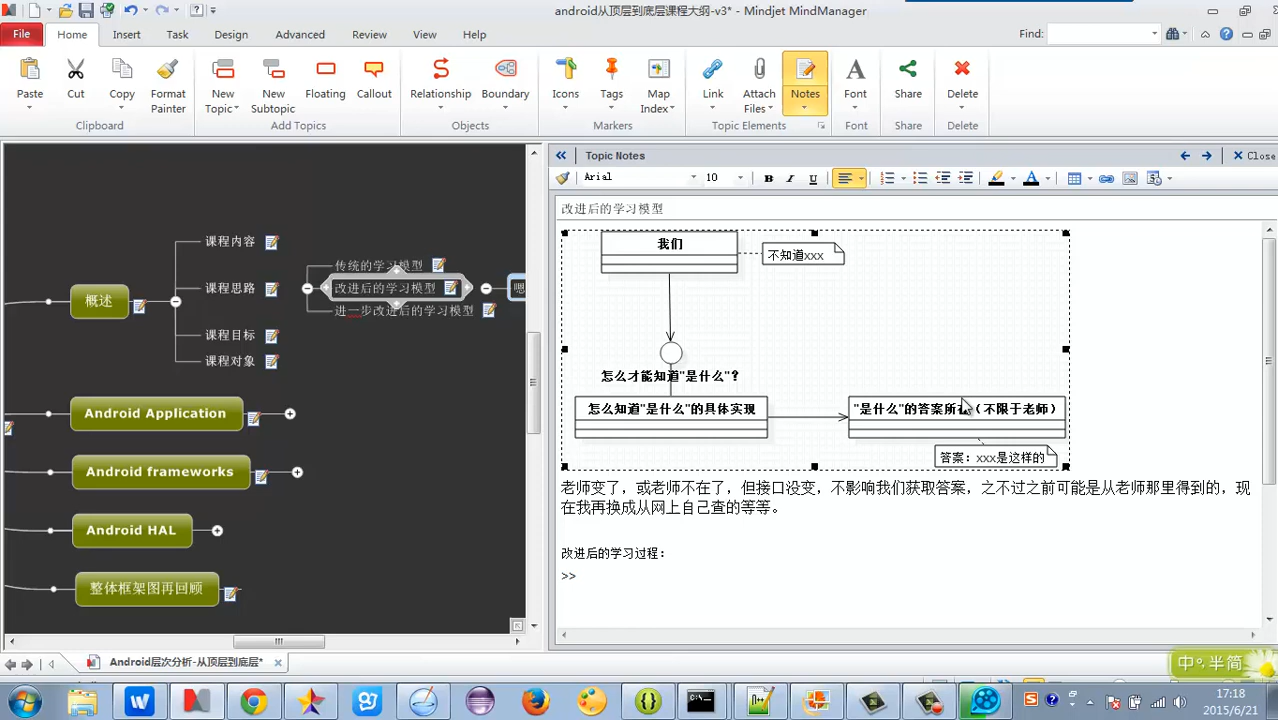 android从顶层到底层课程大纲-v3* - Mindjet MindManager
File Home Insert Task Design Advanced Review View Help Find:
Paste Cut Copy Format Painter New Topic New Subtopic Floating Callout Relationship Boundary Icons Tags Map Index Link Attach Files Notes Font Share Delete
Clipboard Add Topics Objects Markers Topic Elements Font Share Delete
Topic Notes Close
Arial 10 B I U
改进后的学习模型
课程内容
课程思路
课程目标
课程对象
概述
传统的学习模型
改进后的学习模型
嗯
进一步改进后的学习模型
Android Application
Android frameworks
Android HAL
整体框架图再回顾
我们
不知道xxx
怎么才能知道"是什么"?
怎么知道"是什么"的具体实现
"是什么"的答案所在(不限于老师)
答案: xxx是这样的
老师变了，或老师不在了，但接口没变，不影响我们获取答案，之不过之前可能是从老师那里得到的，现
在我再换成从网上自己查的等等。
改进后的学习过程：
>>
Android层次分析-从顶层到底层*
中 半 简
17:18
2015/6/21